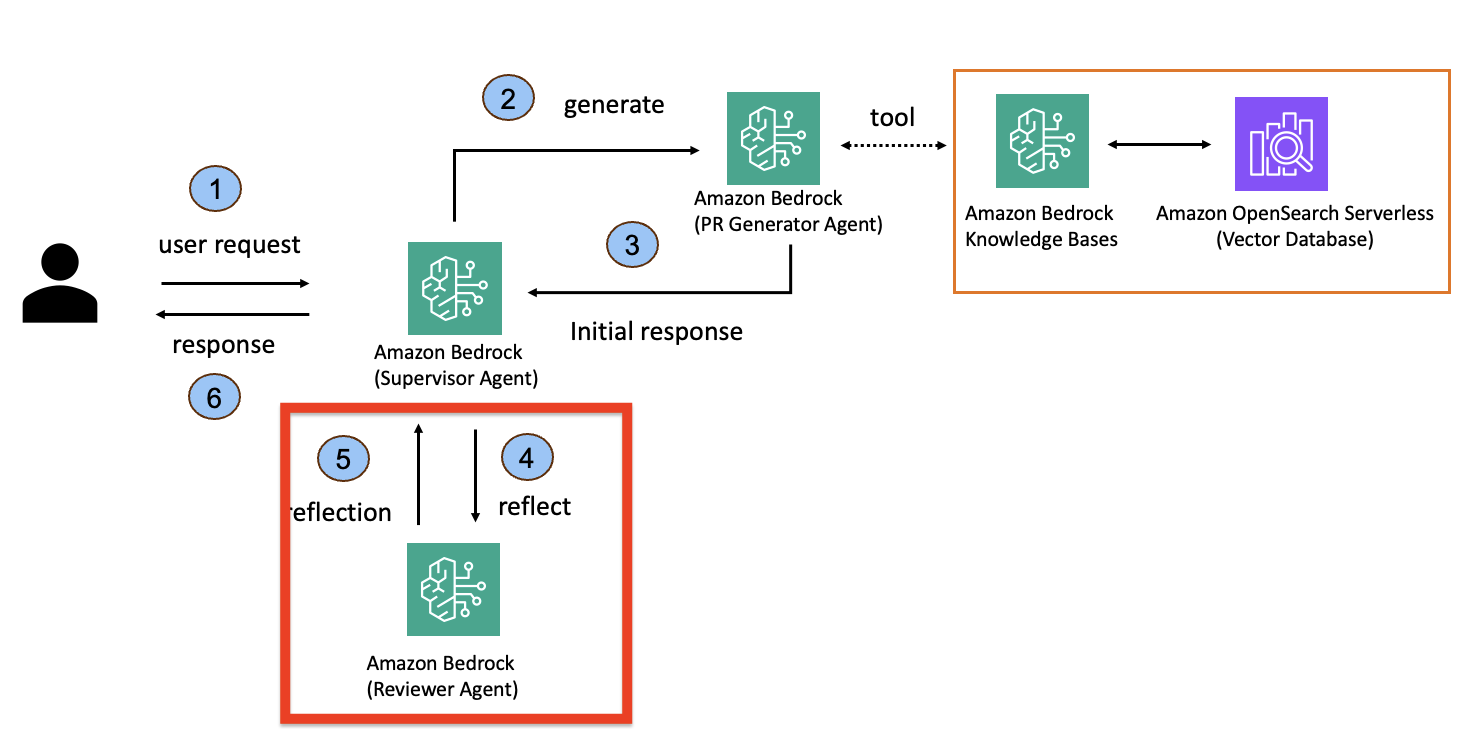 2
generate
tool
1
Amazon Bedrock
(PR Generator Agent)
Amazon Bedrock
Knowledge Bases
Amazon OpenSearch Serverless
(Vector Database)
user request
3
Initial response
response
6
Amazon Bedrock
(Supervisor Agent)
5
4
reflection
reflect
Amazon Bedrock
(Reviewer Agent)